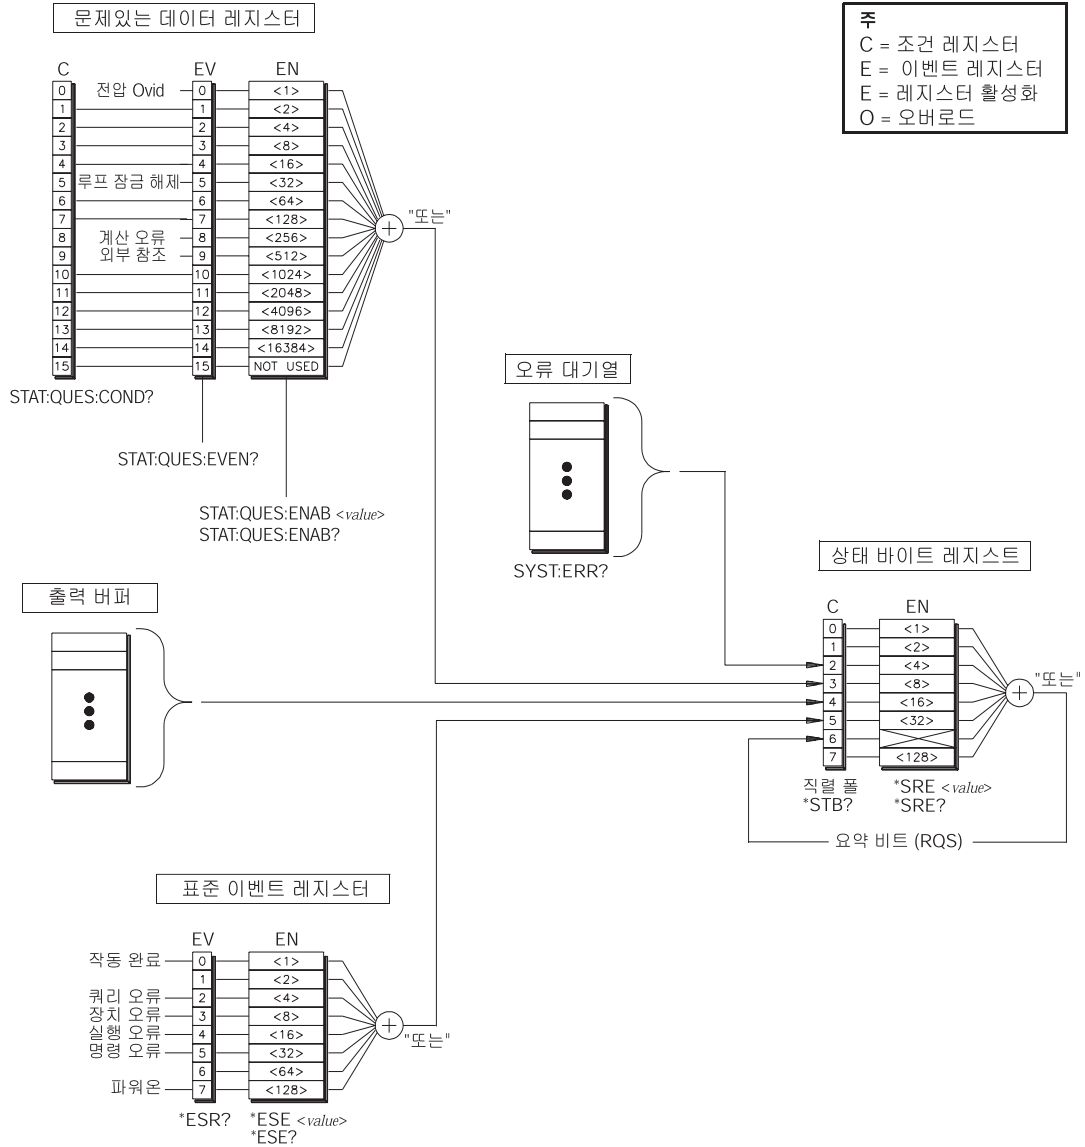 문제있는 데이터 레지스터
주
C = 조건 레지스터
E = 이벤트 레지스터
E = 레지스터 활성화
O = 오버로드
C EV EN
0 전압 Ovid 0 <1>
1 1 <2>
2 2 <4>
3 3 <8>
4 4 <16>
5 루프 잠금 해제 5 <32>
6 6 <64>
7 7 <128>
8 계산 오류 8 <256>
9 외부 참조 9 <512>
10 10 <1024>
11 11 <2048>
12 12 <4096>
13 13 <8192>
14 14 <16384>
15 15 NOT USED
+
"또는"
STAT:QUES:COND?
STAT:QUES:EVEN?
STAT:QUES:ENAB <value>
STAT:QUES:ENAB?
오류 대기열
SYST:ERR?
출력 버퍼
상태 바이트 레지스트
C EN
0 <1>
1 <2>
2 <4>
3 <8>
4 <16>
5 <32>
6
7 <128>
+
"또는"
직렬 폴
*STB?
*SRE <value>
*SRE?
요약 비트 (RQS)
표준 이벤트 레지스터
EV EN
작동 완료 0 <1>
1 <2>
쿼리 오류 2 <4>
장치 오류 3 <8>
실행 오류 4 <16>
명령 오류 5 <32>
6 <64>
파워온 7 <128>
+
"또는"
*ESR?
*ESE <value>
*ESE?